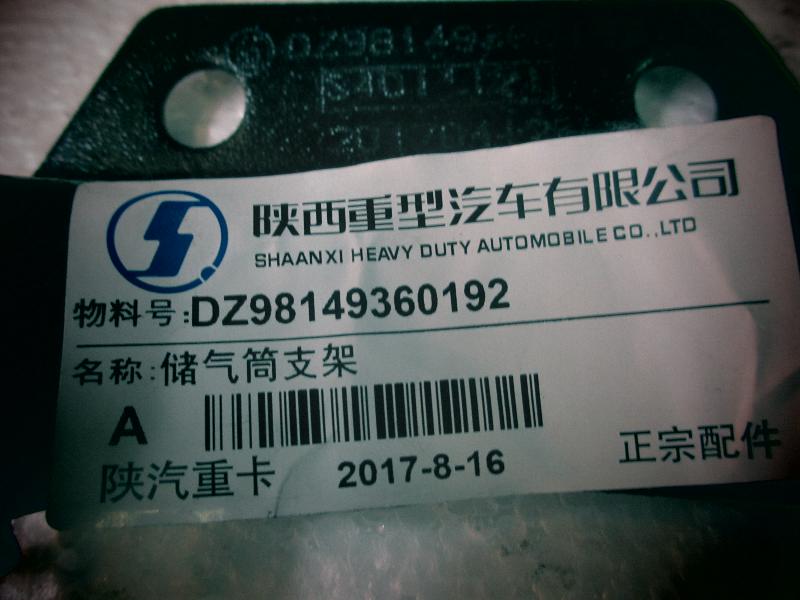 陕西重型汽车有限公司
SHAANXI HEAVY DUTY AUTOMOBILE CO.,LTD
物料号:DZ98149360192
名称:储气筒支架
A
陕汽重卡 2017-8-16 正宗配件